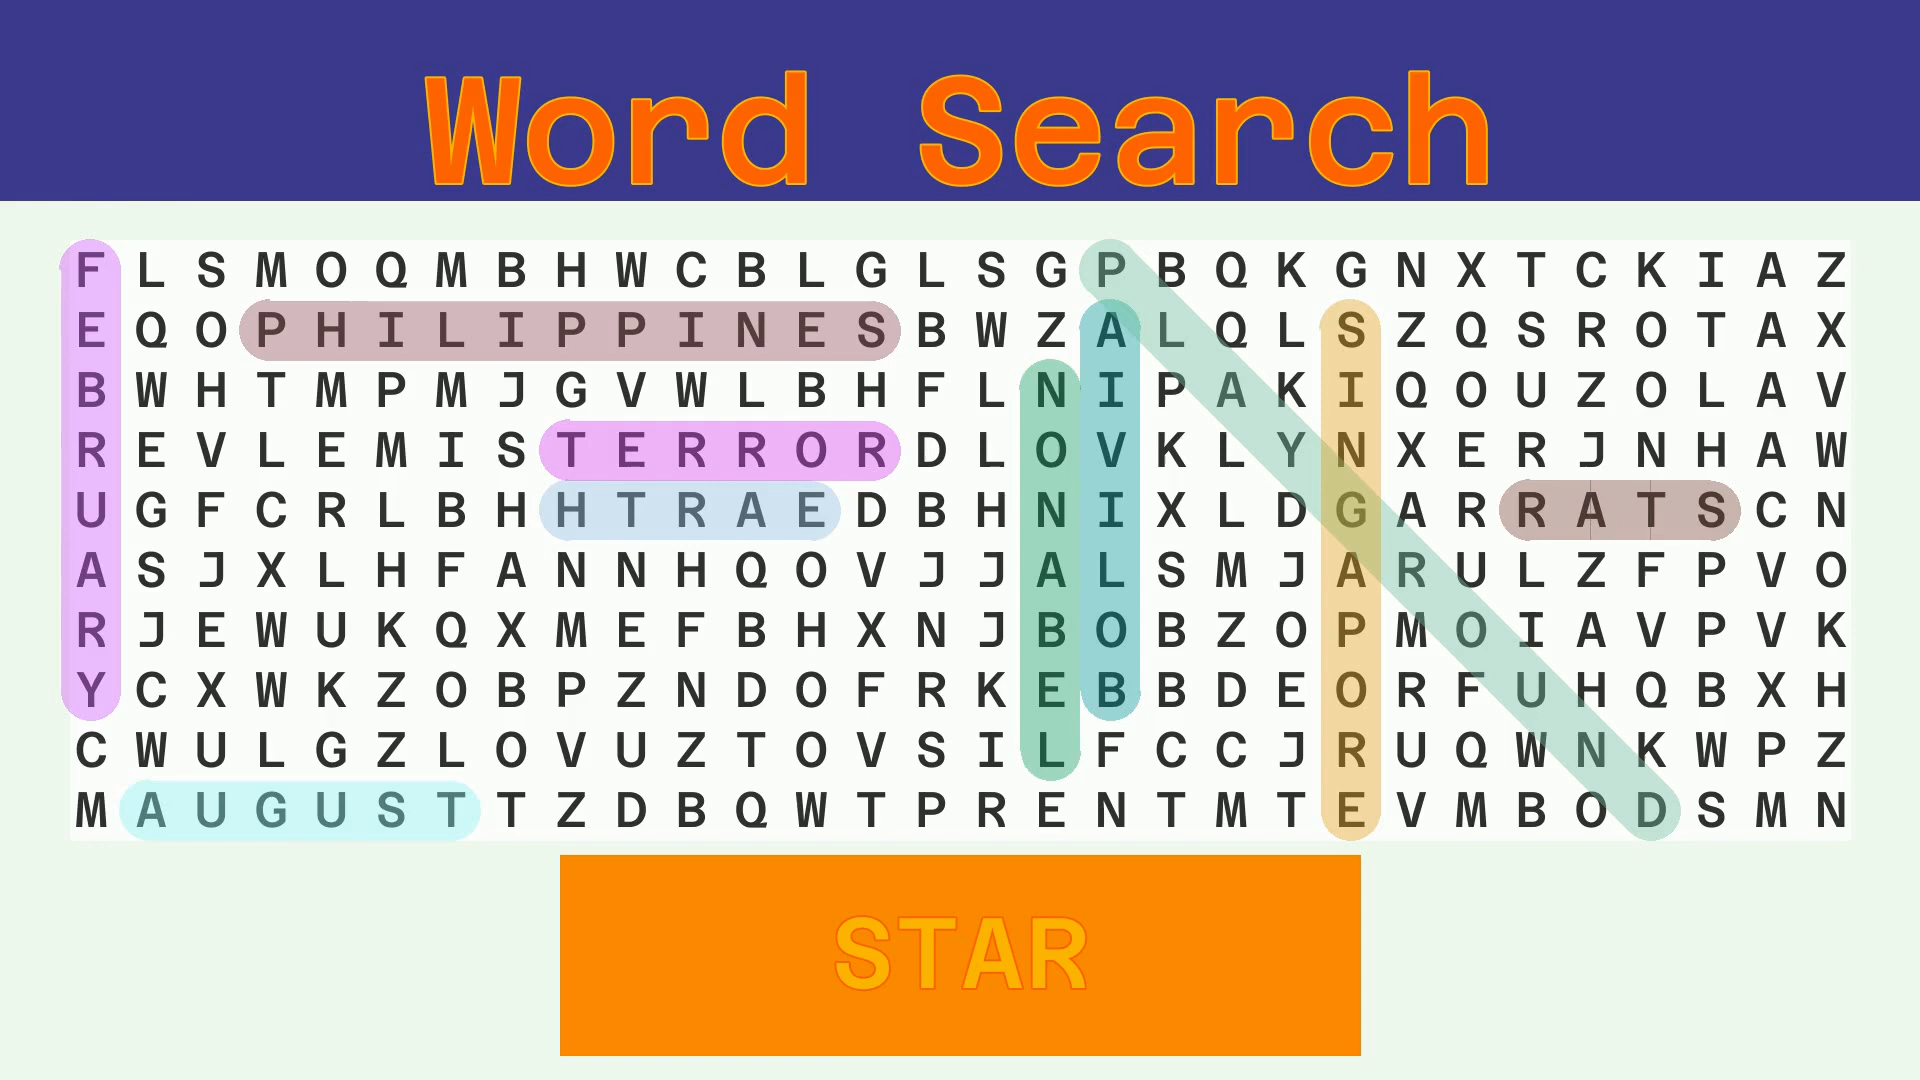 Word Search
F L S M O Q M B H W C B L G L S G P B Q K G N X T C K I A Z
E Q O P H I L I P P I N E S B W Z A L Q L S Z Q S R O T A X
B W H T M P M J G V W L B H F L N I P A K I Q O U Z O L A V
R E V L E M I S T E R R O R D L O V K L Y N X E R J N H A W
U G F C R L B H H T R A E D B H N I X L D G A R R A T S C N
A S J X L H F A N N H Q O V J J A L S M J A R U L Z F P V O
R J E W U K Q X M E F B H X N J B O B Z O P M O I A V P V K
Y C X W K Z O B P Z N D O F R K E B B D E O R F U H Q B X H
C W U L G Z L O V U Z T O V S I L F C C J R U Q W N K W P Z
M A U G U S T T Z D B Q W T P R E N T M T E V M B O D S M N
STAR